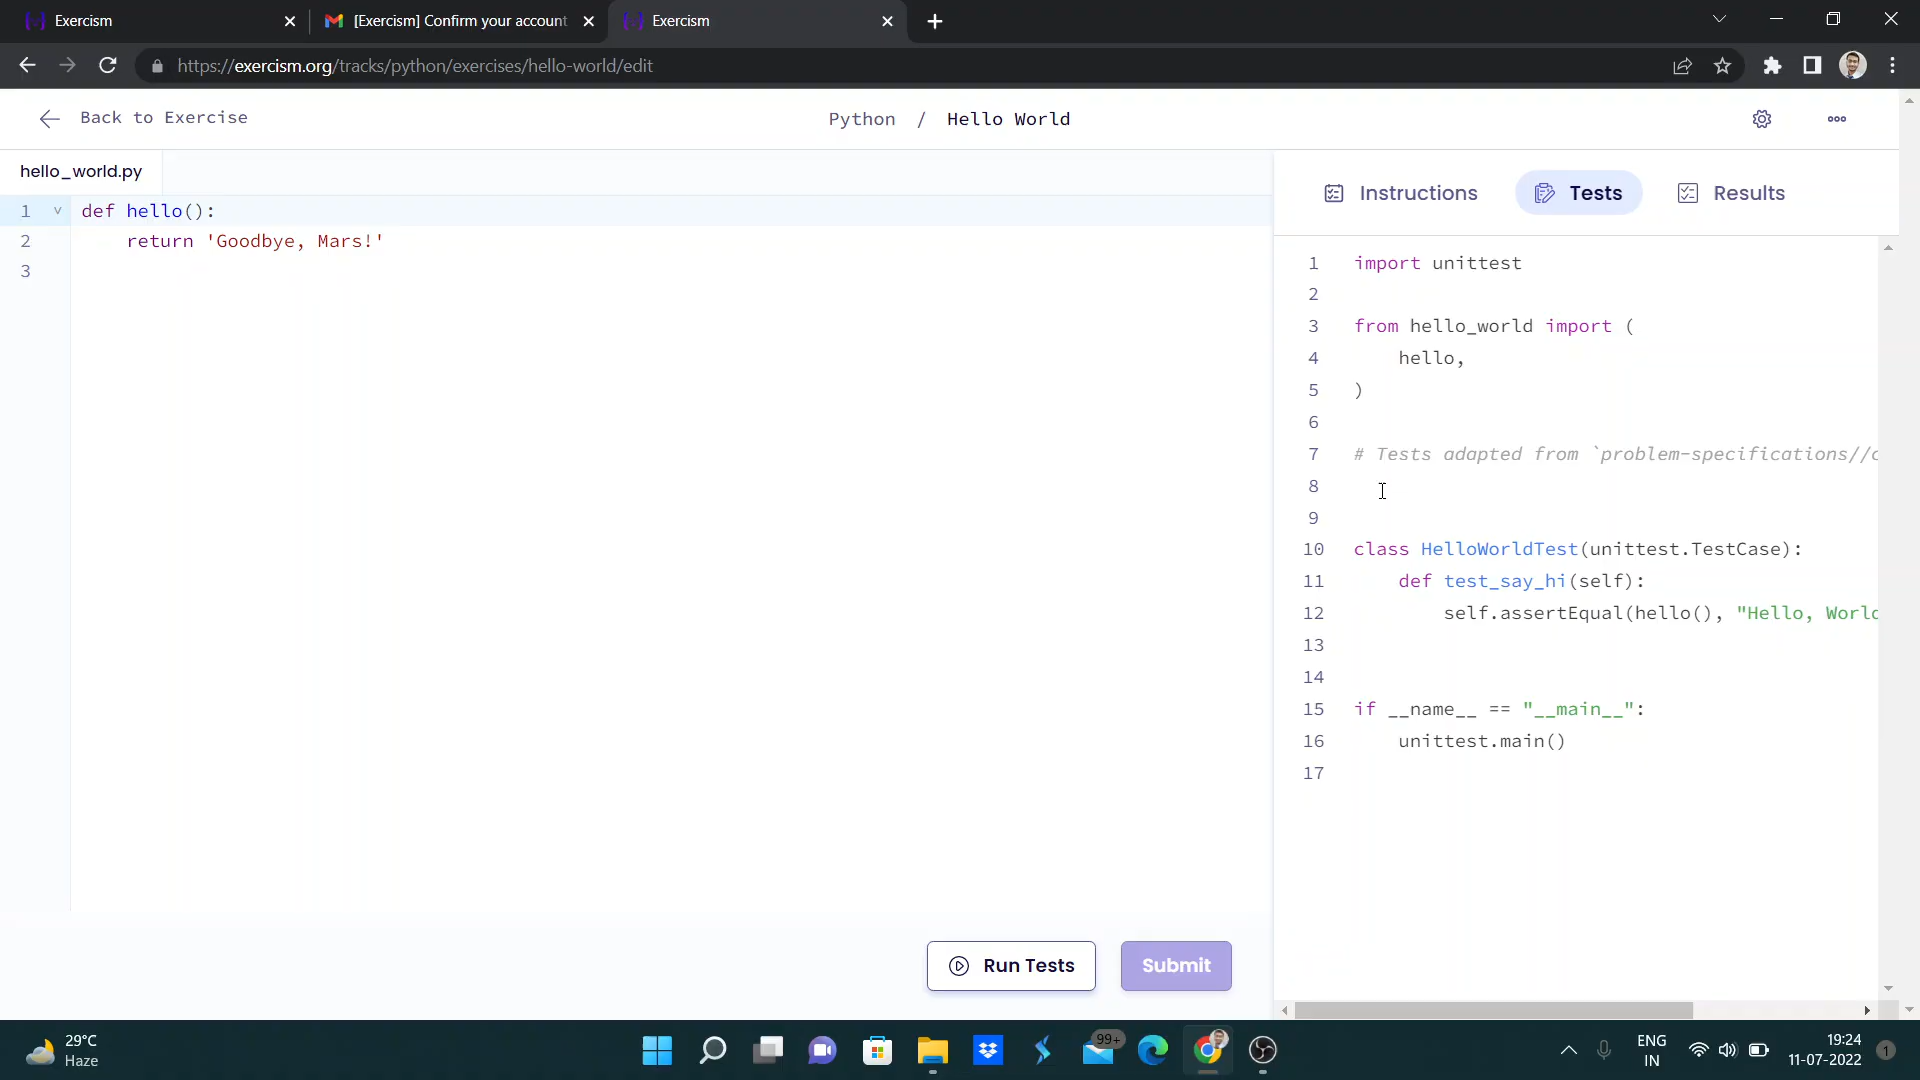 Exercism
[Exercism] Confirm your account
Exercism
https://exercism.org/tracks/python/exercises/hello-world/edit
Back to Exercise
Python / Hello World
hello_world.py
1 def hello():
2 return 'Goodbye, Mars!'
3
Instructions Tests Results
1 import unittest
2
3 from hello_world import (
4 hello,
5 )
6
7 # Tests adapted from `problem-specifications//c
8
9
10 class HelloWorldTest(unittest.TestCase):
11 def test_say_hi(self):
12 self.assertEqual(hello(), "Hello, World
13
14
15 if __name__ == "__main__":
16 unittest.main()
17
Run Tests
Submit
29°C
Haze
99+
ENG
IN
19:24
11-07-2022
1